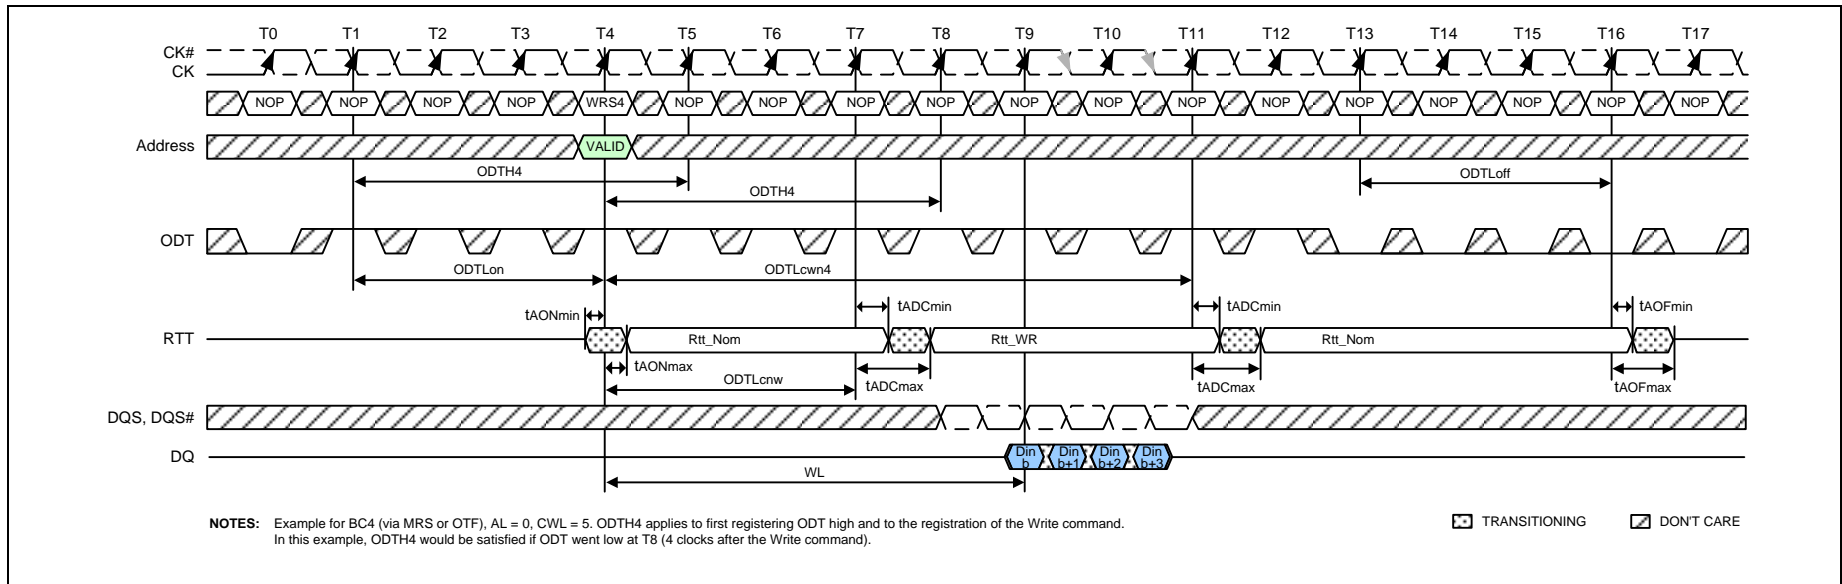 T0 T1 T2 T3 T4 T5 T6 T7 T8 T9 T10 T11 T12 T13 T14 T15 T16 T17
CK#
CK
NOP NOP NOP NOP WRS4 NOP NOP NOP NOP NOP NOP NOP NOP NOP NOP NOP NOP NOP
Address VALID
ODTH4 ODTLoff
ODTH4
ODT
ODTLon ODTLcwn4
tAONmin tADCmin tADCmin tAOFmin
RTT Rtt_Nom Rtt_WR Rtt_Nom
tAONmax tADCmax tADCmax tAOFmax
ODTLcnw
DQS, DQS#
DQ Din b Din b+1 Din b+2 Din b+3
WL
NOTES: Example for BC4 (via MRS or OTF), AL = 0, CWL = 5. ODTH4 applies to first registering ODT high and to the registration of the Write command.
In this example, ODTH4 would be satisfied if ODT went low at T8 (4 clocks after the Write command).
TRANSITIONING DON'T CARE